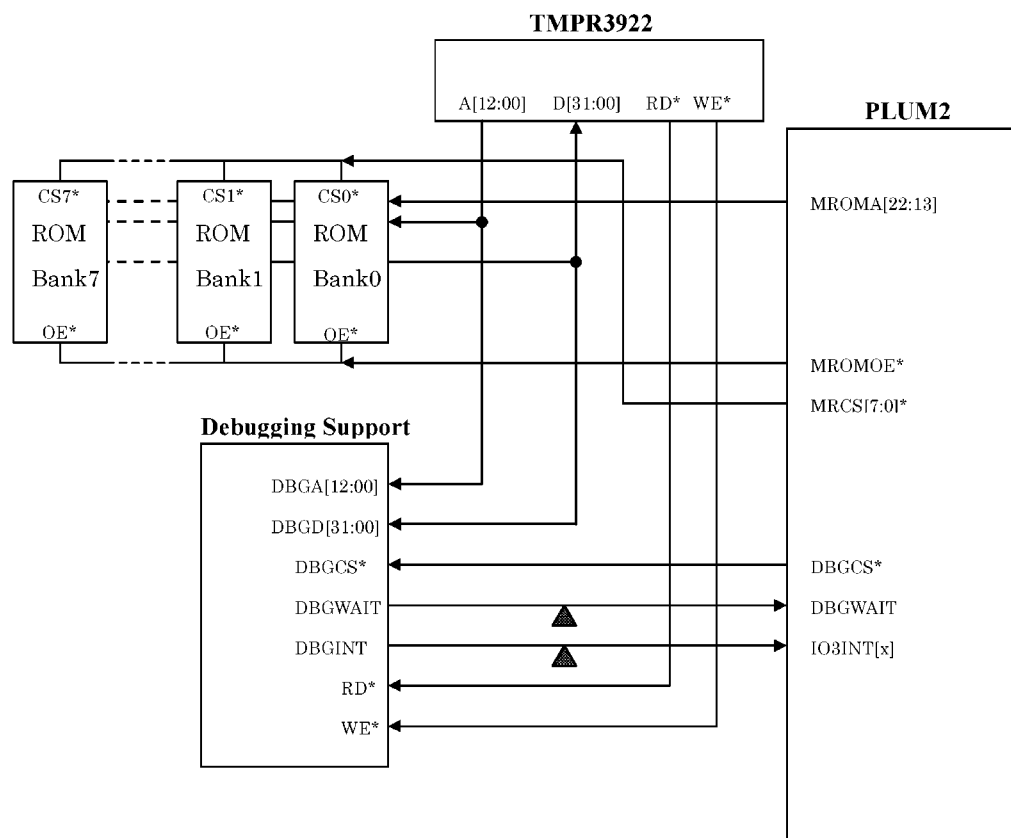 TMPR3922
A[12:00] D[31:00] RD* WE*
PLUM2
CS7* CS1* CS0*
MROMA[22:13]
ROM ROM ROM
Bank7 Bank1 Bank0
OE* OE* OE*
MROMOE*
MRCS[7:0]*
Debugging Support
DBGA[12:00]
DBGD[31:00]
DBGCS* DBGCS*
DBGWAIT DBGWAIT
DBGINT IO3INT[x]
RD*
WE*